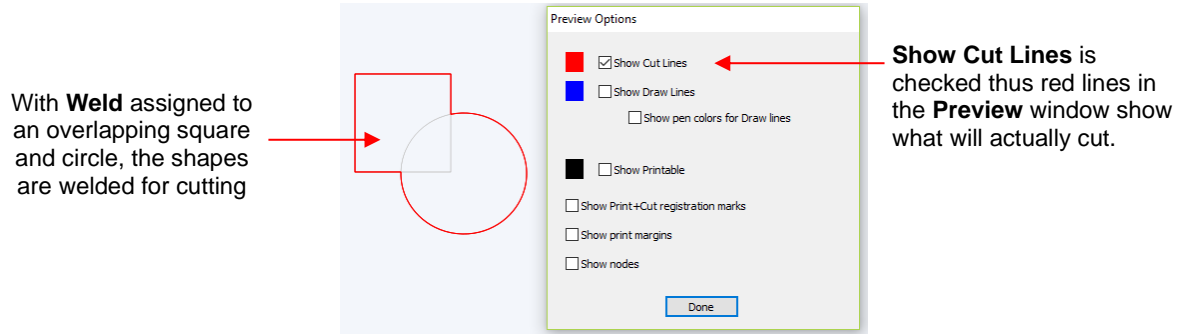 With Weld assigned to
an overlapping square
and circle, the shapes
are welded for cutting
Preview Options
Show Cut Lines
Show Draw Lines
Show pen colors for Draw lines
Show Printable
Show Print+Cut registration marks
Show print margins
Show nodes
Done
Show Cut Lines is
checked thus red lines in
the Preview window show
what will actually cut.